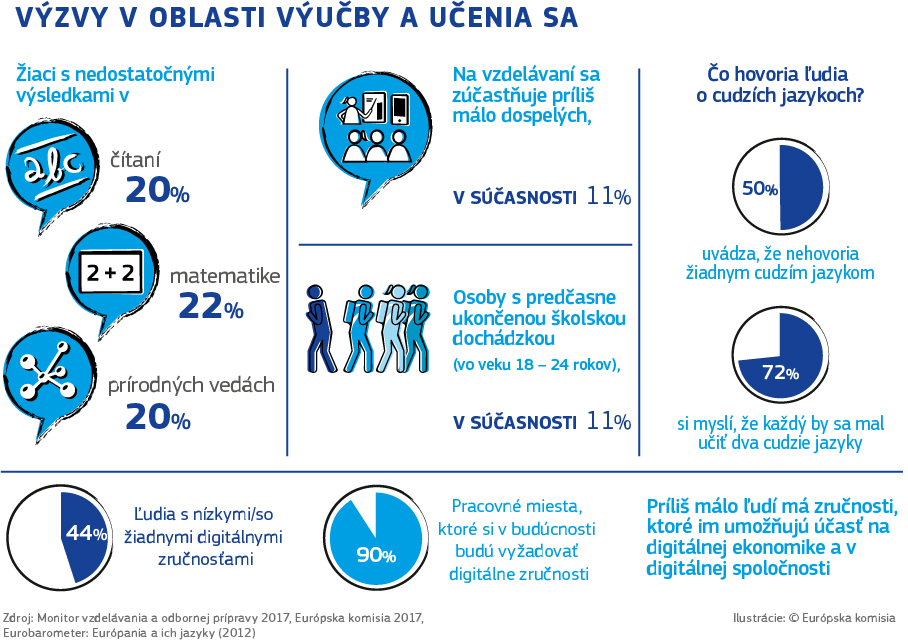 VÝZVY V OBLASTI VÝUČBY A UČENIA SA
Žiaci s nedostatočnými
výsledkami v
abc
čítaní
20%
2 + 2
matematike
22%
prírodných vedách
20%
Na vzdelávaní sa
zúčastňuje príliš
málo dospelých,
V SÚČASNOSTI 11%
Osoby s predčasne
ukončenou školskou
dochádzkou
(vo veku 18 – 24 rokov),
V SÚČASNOSTI 11%
Čo hovoria ľudia
o cudzích jazykoch?
50%
uvádza, že nehovoria
žiadnym cudzím jazykom
72%
si myslí, že každý by sa mal
učiť dva cudzie jazyky
44%
Ľudia s nízkymi/so
žiadnymi digitálnymi
zručnosťami
90%
Pracovné miesta,
ktoré si v budúcnosti
budú vyžadovať
digitálne zručnosti
Príliš málo ľudí má zručnosti,
ktoré im umožňujú účasť na
digitálnej ekonomike a v
digitálnej spoločnosti
Zdroj: Monitor vzdelávania a odbornej prípravy 2017, Európska komisia 2017,
Eurobarometer: Európania a ich jazyky (2012)
Ilustrácie: © Európska komisia